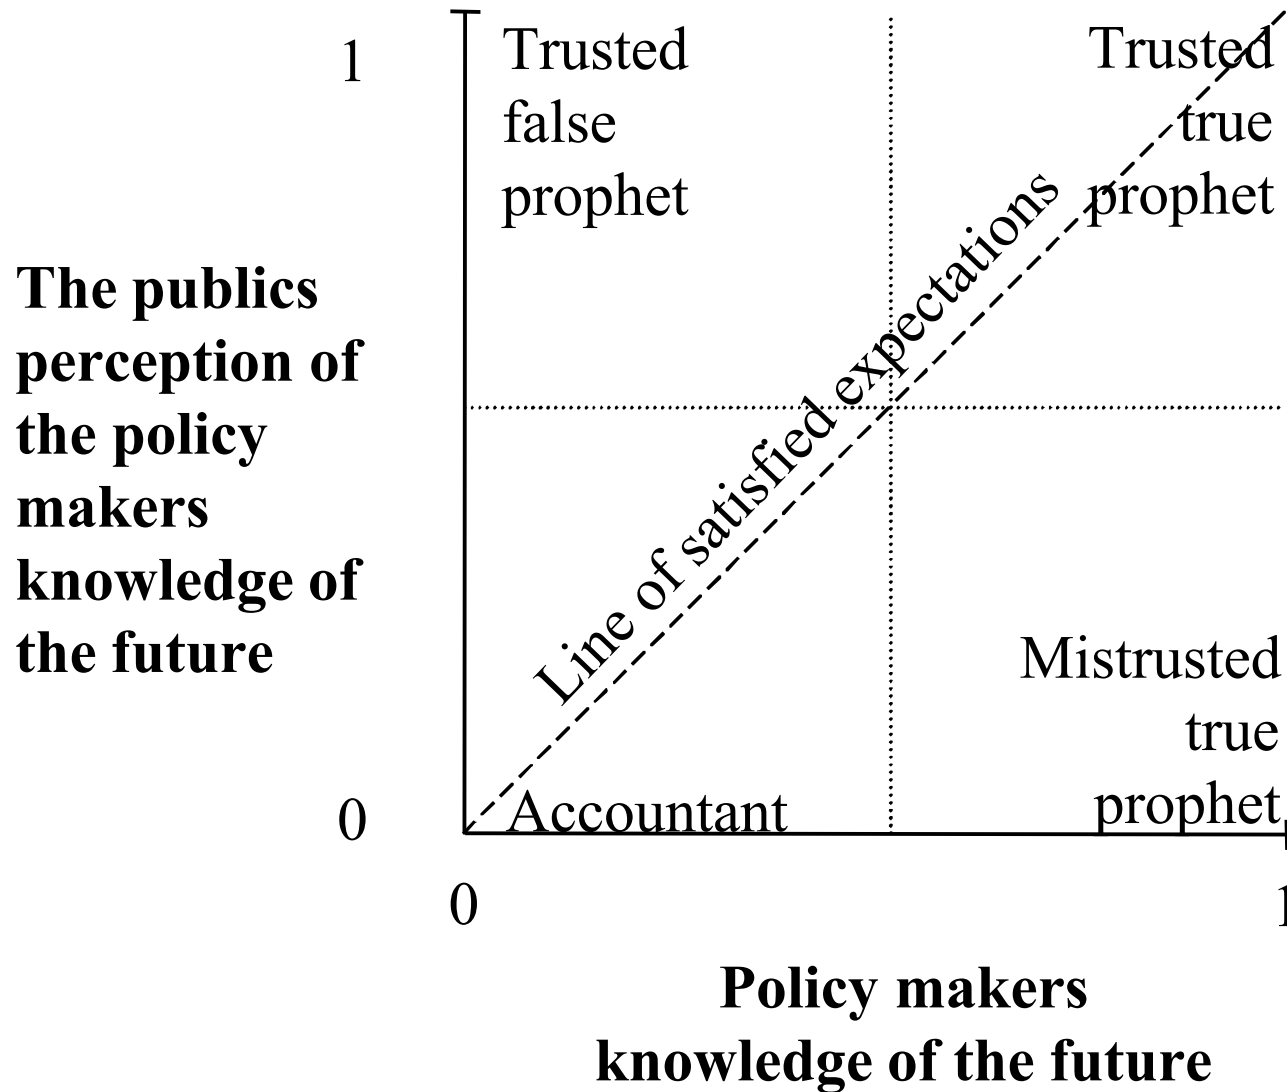 1
Trusted
false
prophet
Trusted
true
prophet
The publics
perception of
the policy
makers
knowledge of
the future
Line of satisfied expectations
Mistrusted
true
prophet
Accountant
0
0
1
Policy makers
knowledge of the future